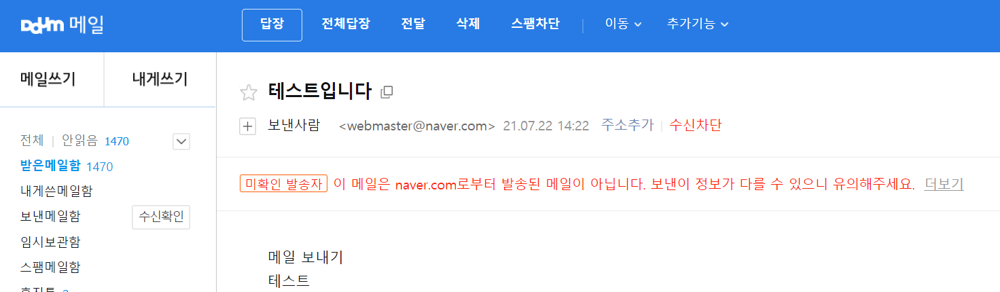 Daum 메일
답장 전체답장 전달 삭제 스팸차단 | 이동 추가기능
메일쓰기 내게쓰기
전체 | 안읽음 1470
받은메일함 1470
내게쓴메일함
보낸메일함 수신확인
임시보관함
스팸메일함
테스트입니다
보낸사람 <webmaster@naver.com> 21.07.22 14:22 주소추가 | 수신차단
미확인 발송자 이 메일은 naver.com로부터 발송된 메일이 아닙니다. 보낸이 정보가 다를 수 있으니 유의해주세요. 더보기
메일 보내기
테스트